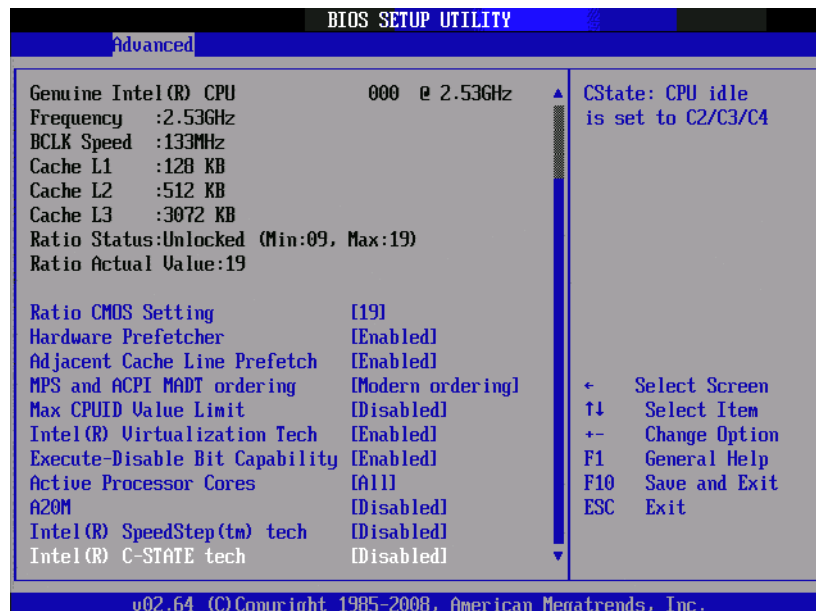 BIOS SETUP UTILITY
Advanced
Genuine Intel(R) CPU 000 @ 2.53GHz
Frequency :2.53GHz
BCLK Speed :133MHz
Cache L1 :128 KB
Cache L2 :512 KB
Cache L3 :3072 KB
Ratio Status:Unlocked (Min:09, Max:19)
Ratio Actual Value:19
Ratio CMOS Setting [19]
Hardware Prefetcher [Enabled]
Adjacent Cache Line Prefetch [Enabled]
MPS and ACPI MADT ordering [Modern ordering]
Max CPUID Value Limit [Disabled]
Intel(R) Virtualization Tech [Enabled]
Execute-Disable Bit Capability [Enabled]
Active Processor Cores [All]
A20M [Disabled]
Intel(R) SpeedStep(tm) tech [Disabled]
Intel(R) C-STATE tech [Disabled]
CState: CPU idle
is set to C2/C3/C4
← Select Screen
↑↓ Select Item
+- Change Option
F1 General Help
F10 Save and Exit
ESC Exit
v02.64 (C)Copyright 1985-2008, American Megatrends, Inc.